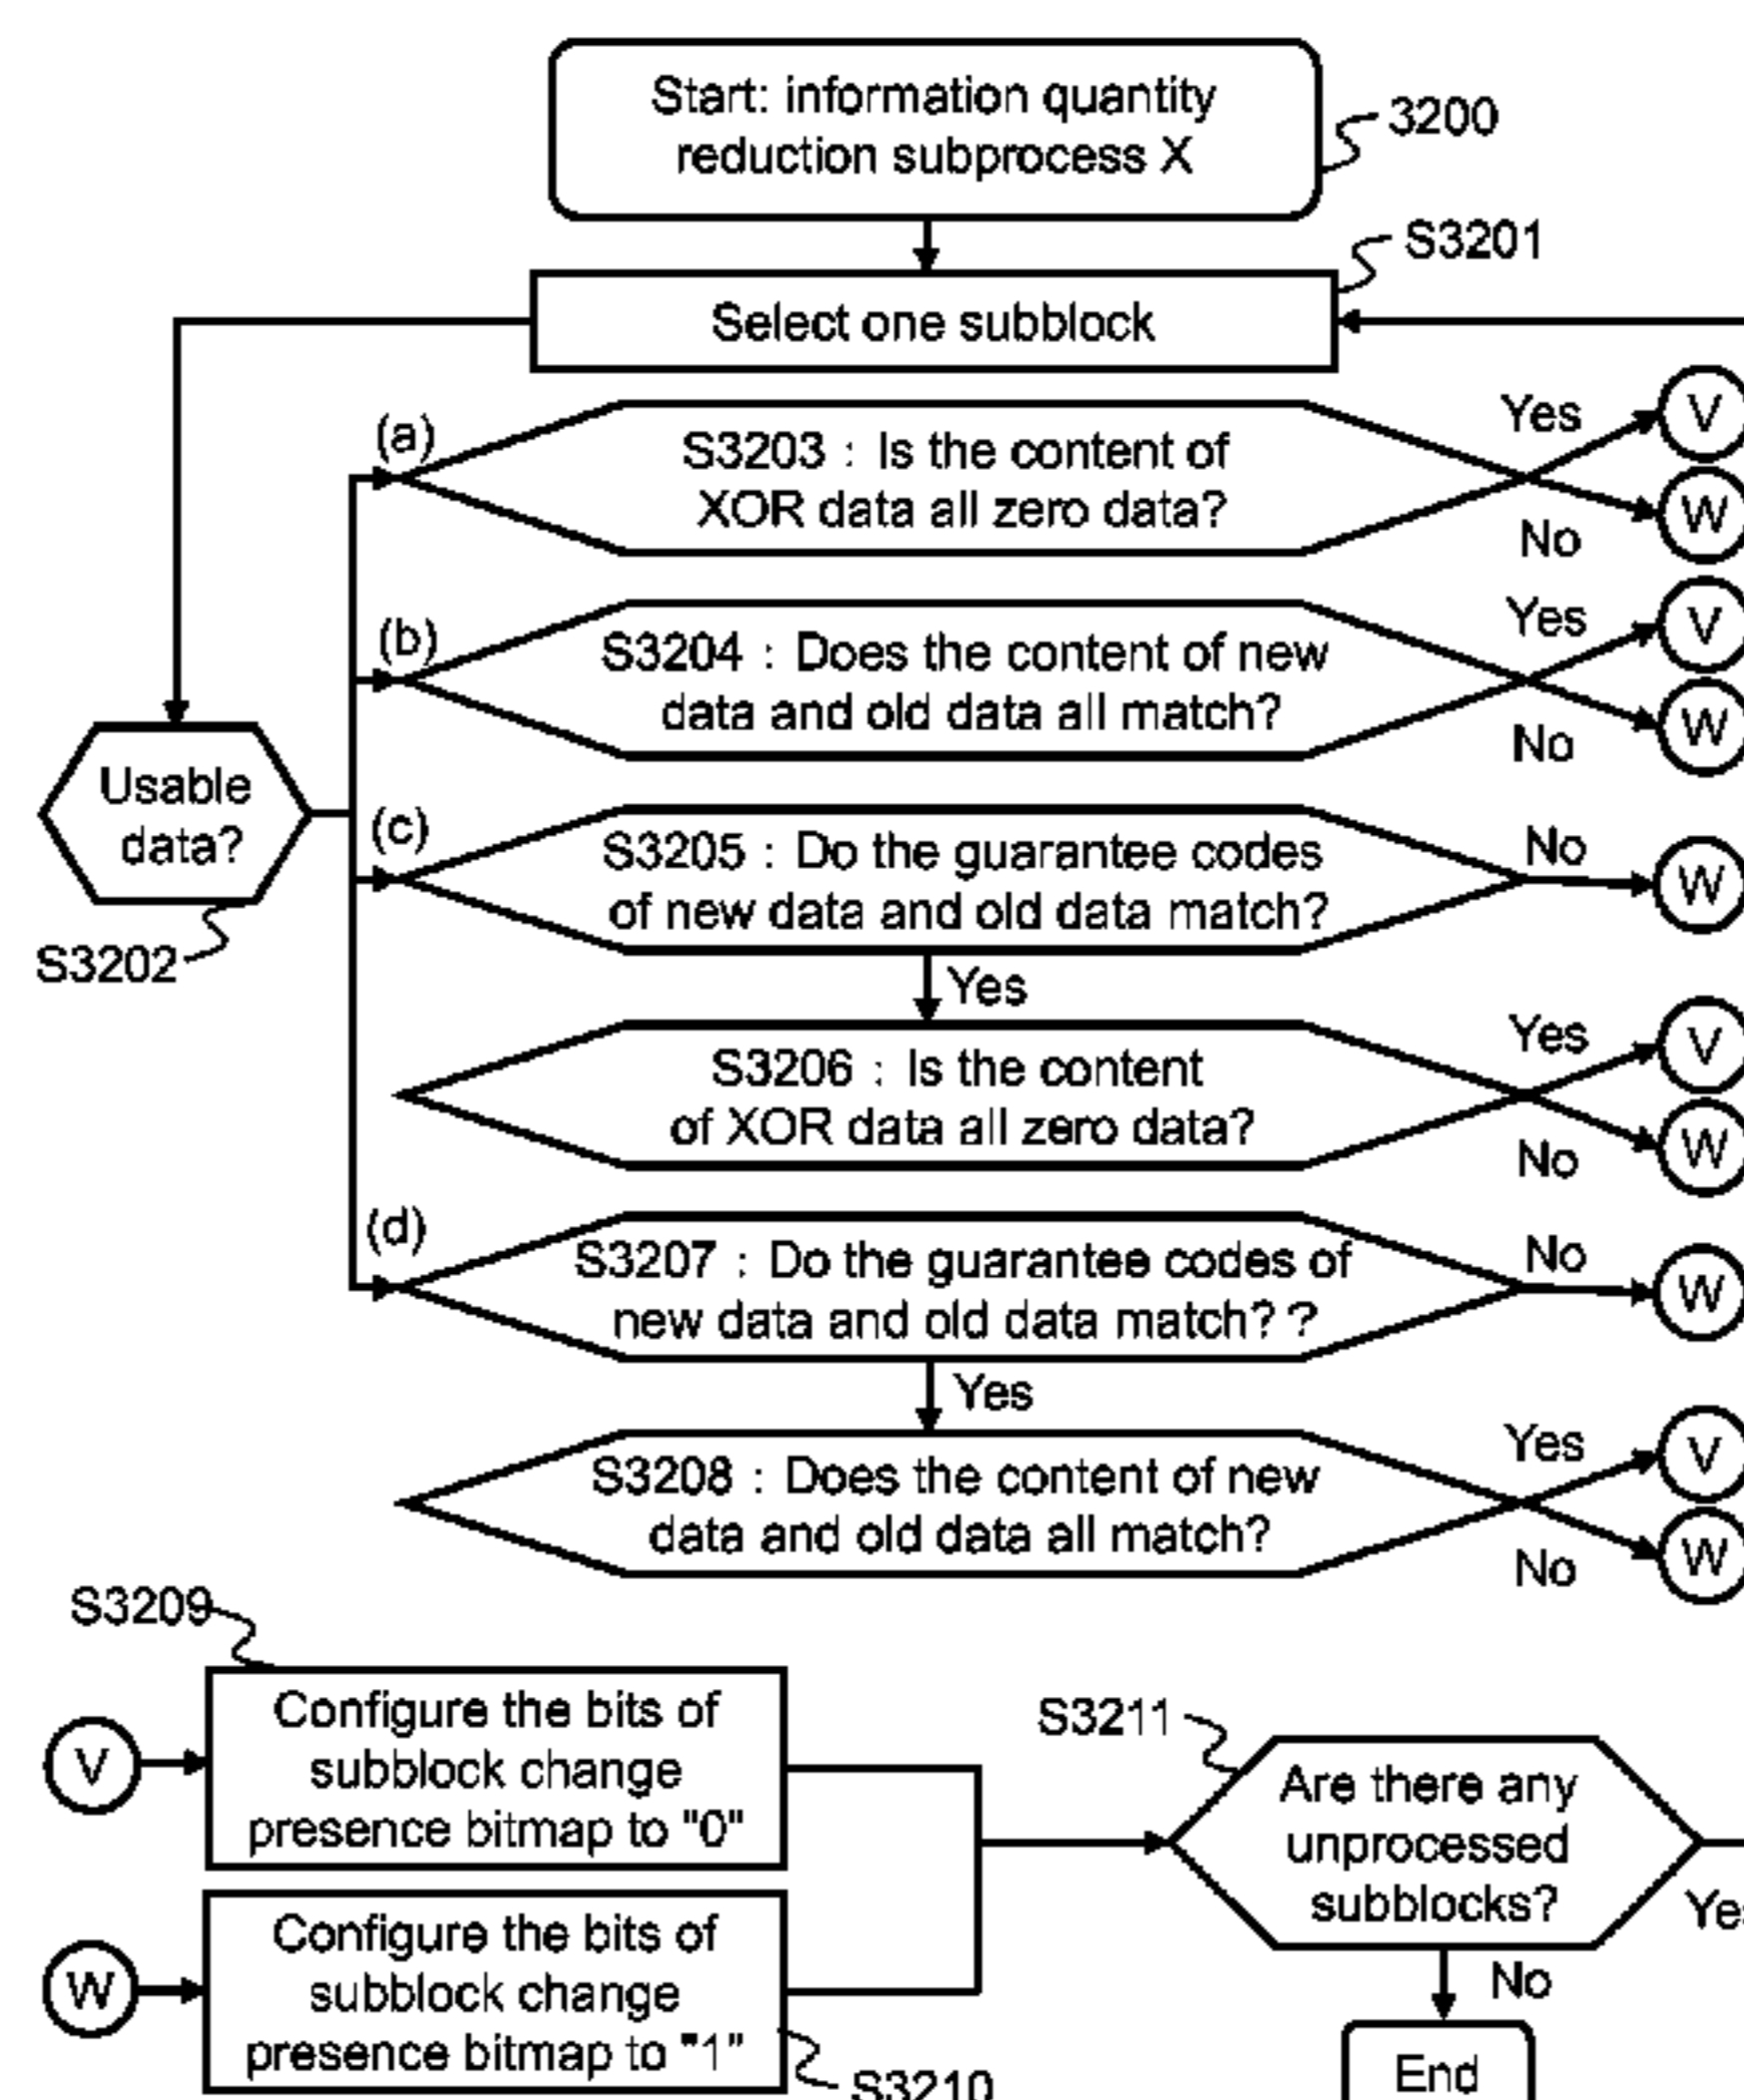 Start: information quantity
reduction subprocess X
3200
S3201
Select one subblock
(a)
S3203 : Is the content of
XOR data all zero data?
Yes
V
W
No
(b)
S3204 : Does the content of new
data and old data all match?
Yes
V
W
No
Usable
data?
S3202
(c)
S3205 : Do the guarantee codes
of new data and old data match?
No
W
Yes
S3206 : Is the content
of XOR data all zero data?
Yes
V
W
No
(d)
S3207 : Do the guarantee codes of
new data and old data match? ?
No
W
Yes
S3208 : Does the content of new
data and old data all match?
Yes
V
W
No
S3209
V
Configure the bits of
subblock change
presence bitmap to "0"
W
Configure the bits of
subblock change
presence bitmap to "1"
S3210
S3211
Are there any
unprocessed
subblocks?
Yes
No
End